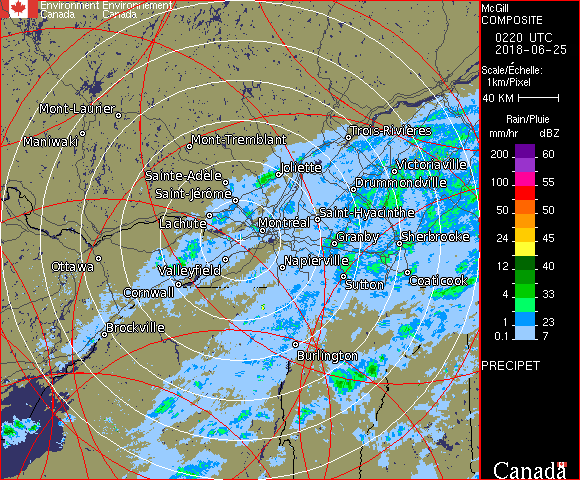 Environment Environnement
Canada Canada
McGill
COMPOSITE
0220 UTC
2018-06-25
Scale/Échelle:
1km/Pixel
40 KM
Rain/Pluie
mm/hr dBZ
200 60
100 55
50 50
24 45
12 40
4 33
1 23
0.1 7
PRECIPET
Canada
Mont-Laurier
Maniwaki
Mont-Tremblant
Trois-Rivières
Sainte-Adèle
Joliette
Victoriaville
Saint-Jérôme
Drummondville
Lachute
Montréal
Saint-Hyacinthe
Granby
Sherbrooke
Ottawa
Valleyfield
Napierville
Cornwall
Sutton
Coaticook
Brockville
Burlington